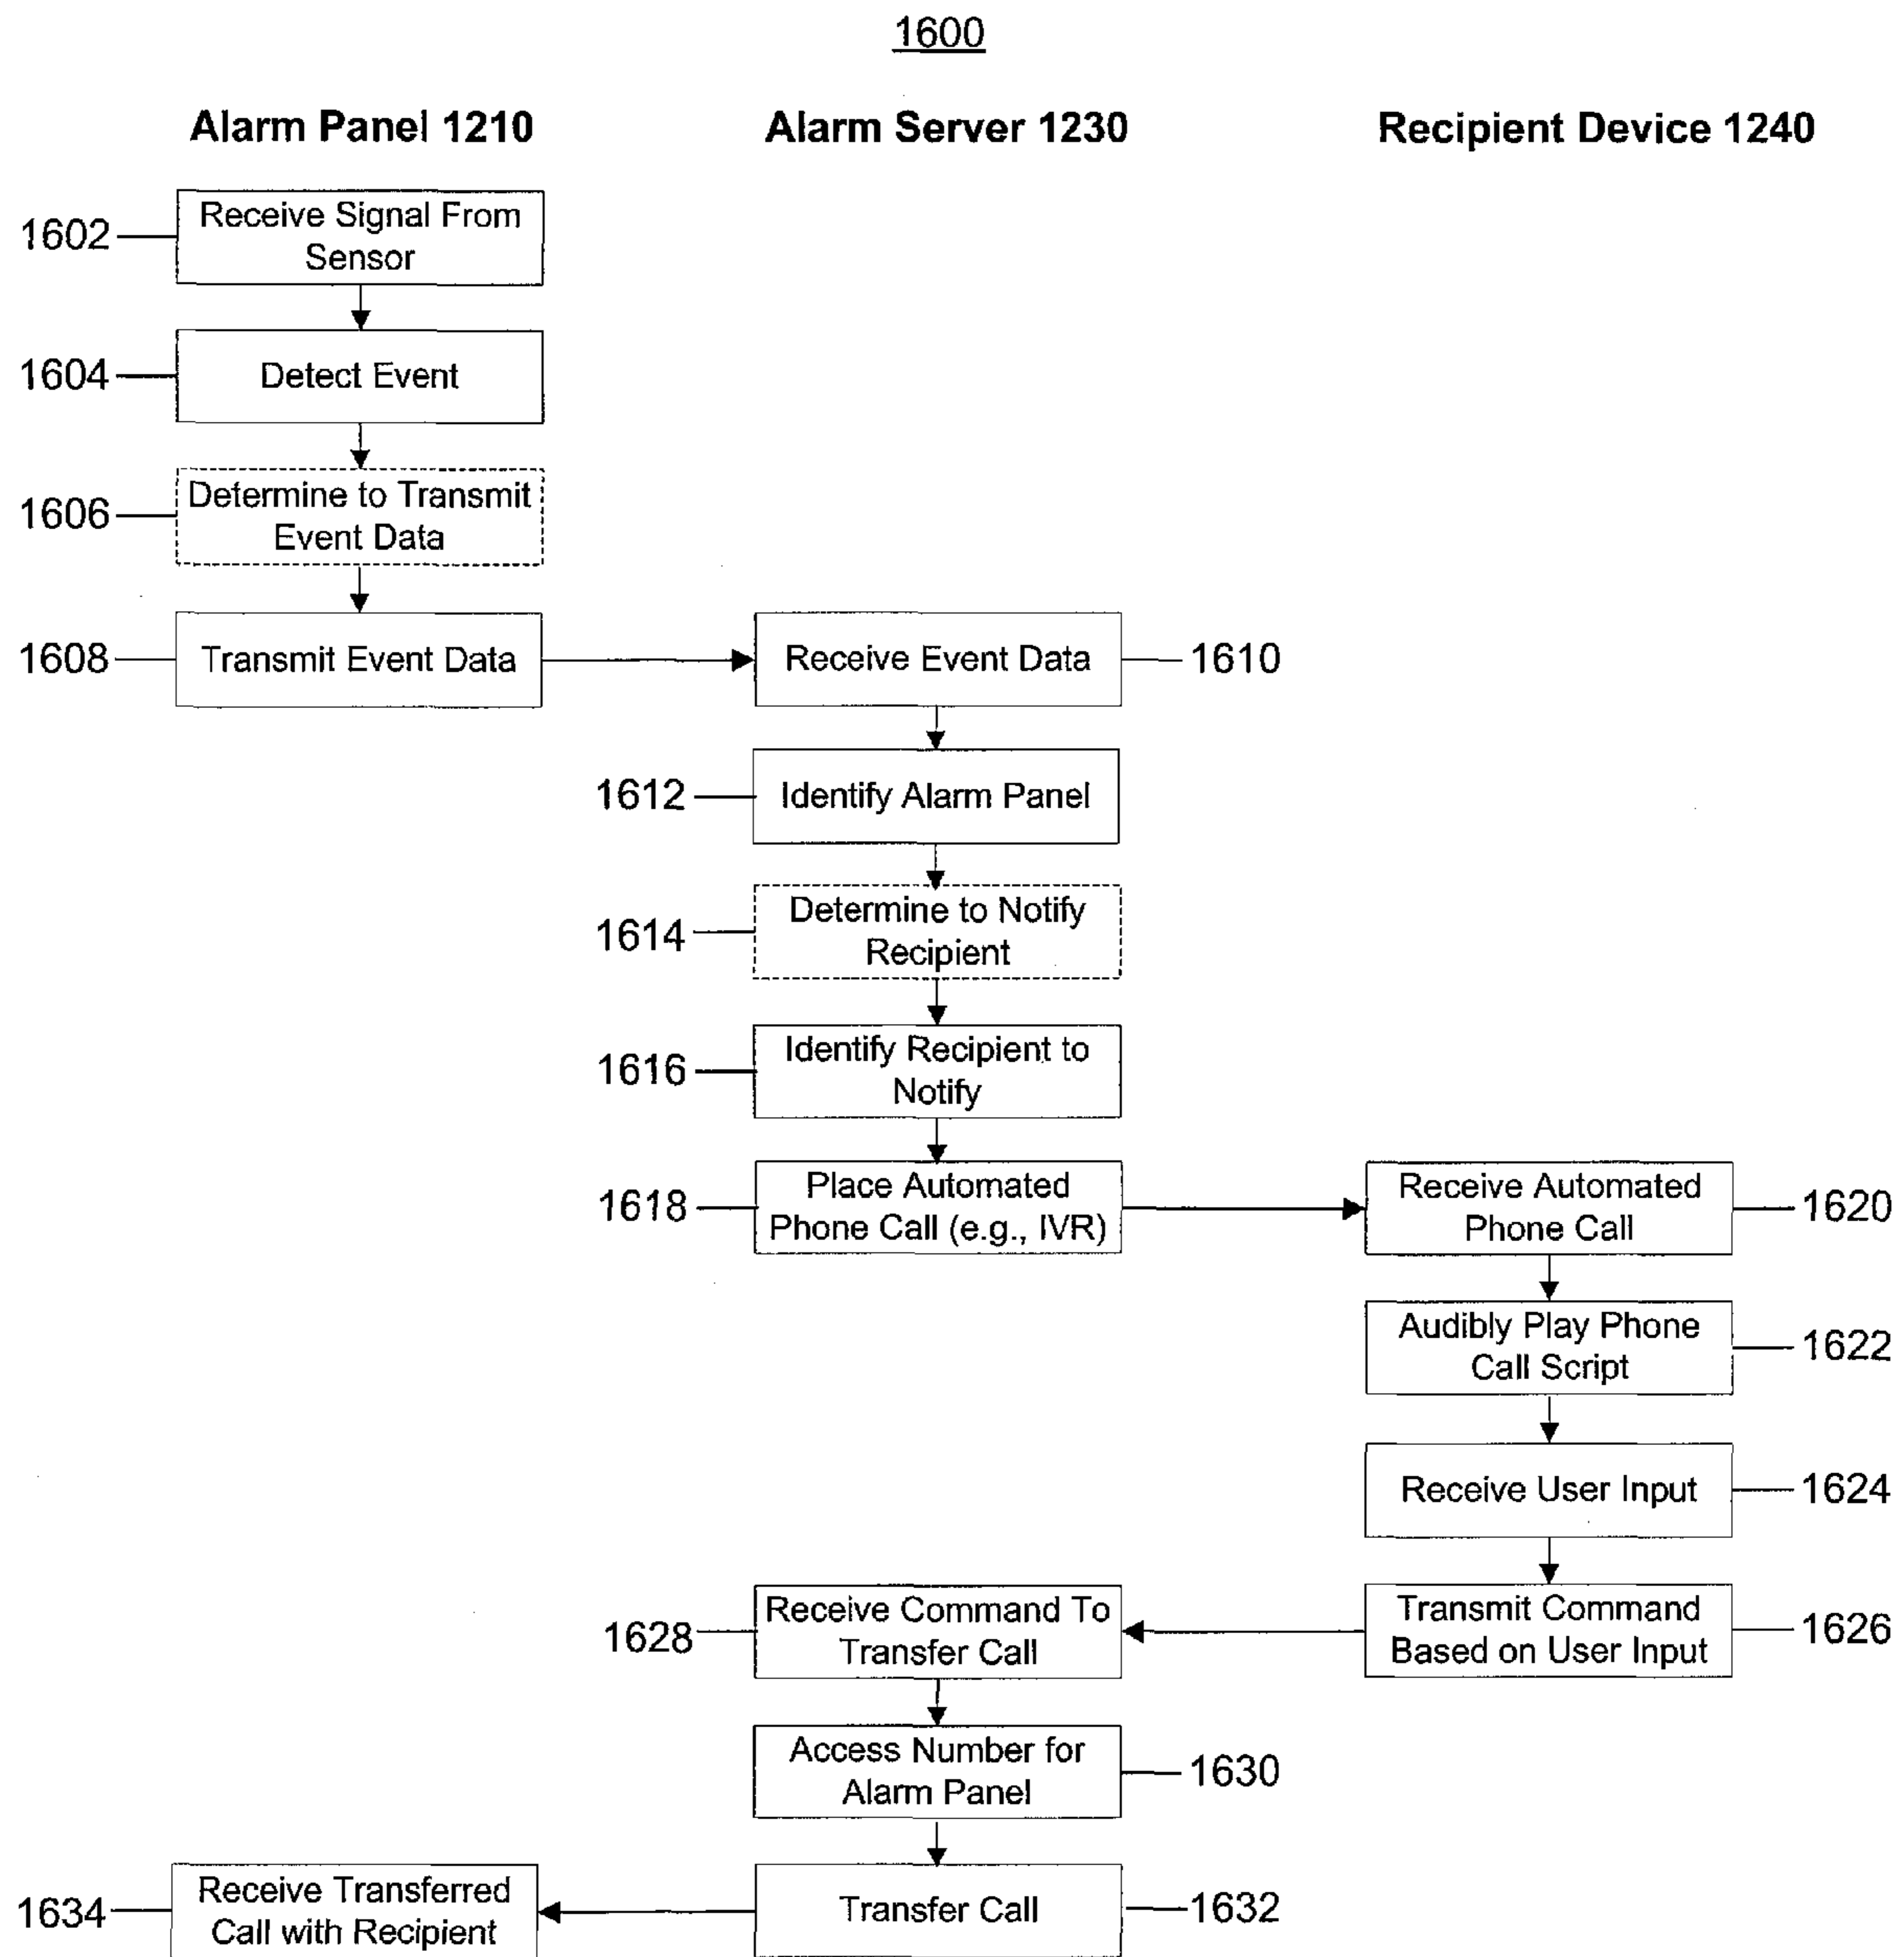 1600
Alarm Panel 1210
Alarm Server 1230
Recipient Device 1240
1602
Receive Signal From
Sensor
1604
Detect Event
1606
Determine to Transmit
Event Data
1608
Transmit Event Data
Receive Event Data
1610
1612
Identify Alarm Panel
1614
Determine to Notify
Recipient
1616
Identify Recipient to
Notify
1618
Place Automated
Phone Call (e.g., IVR)
Receive Automated
Phone Call
1620
Audibly Play Phone
Call Script
1622
Receive User Input
1624
1628
Receive Command To
Transfer Call
Transmit Command
Based on User Input
1626
Access Number for
Alarm Panel
1630
1634
Receive Transferred
Call with Recipient
Transfer Call
1632